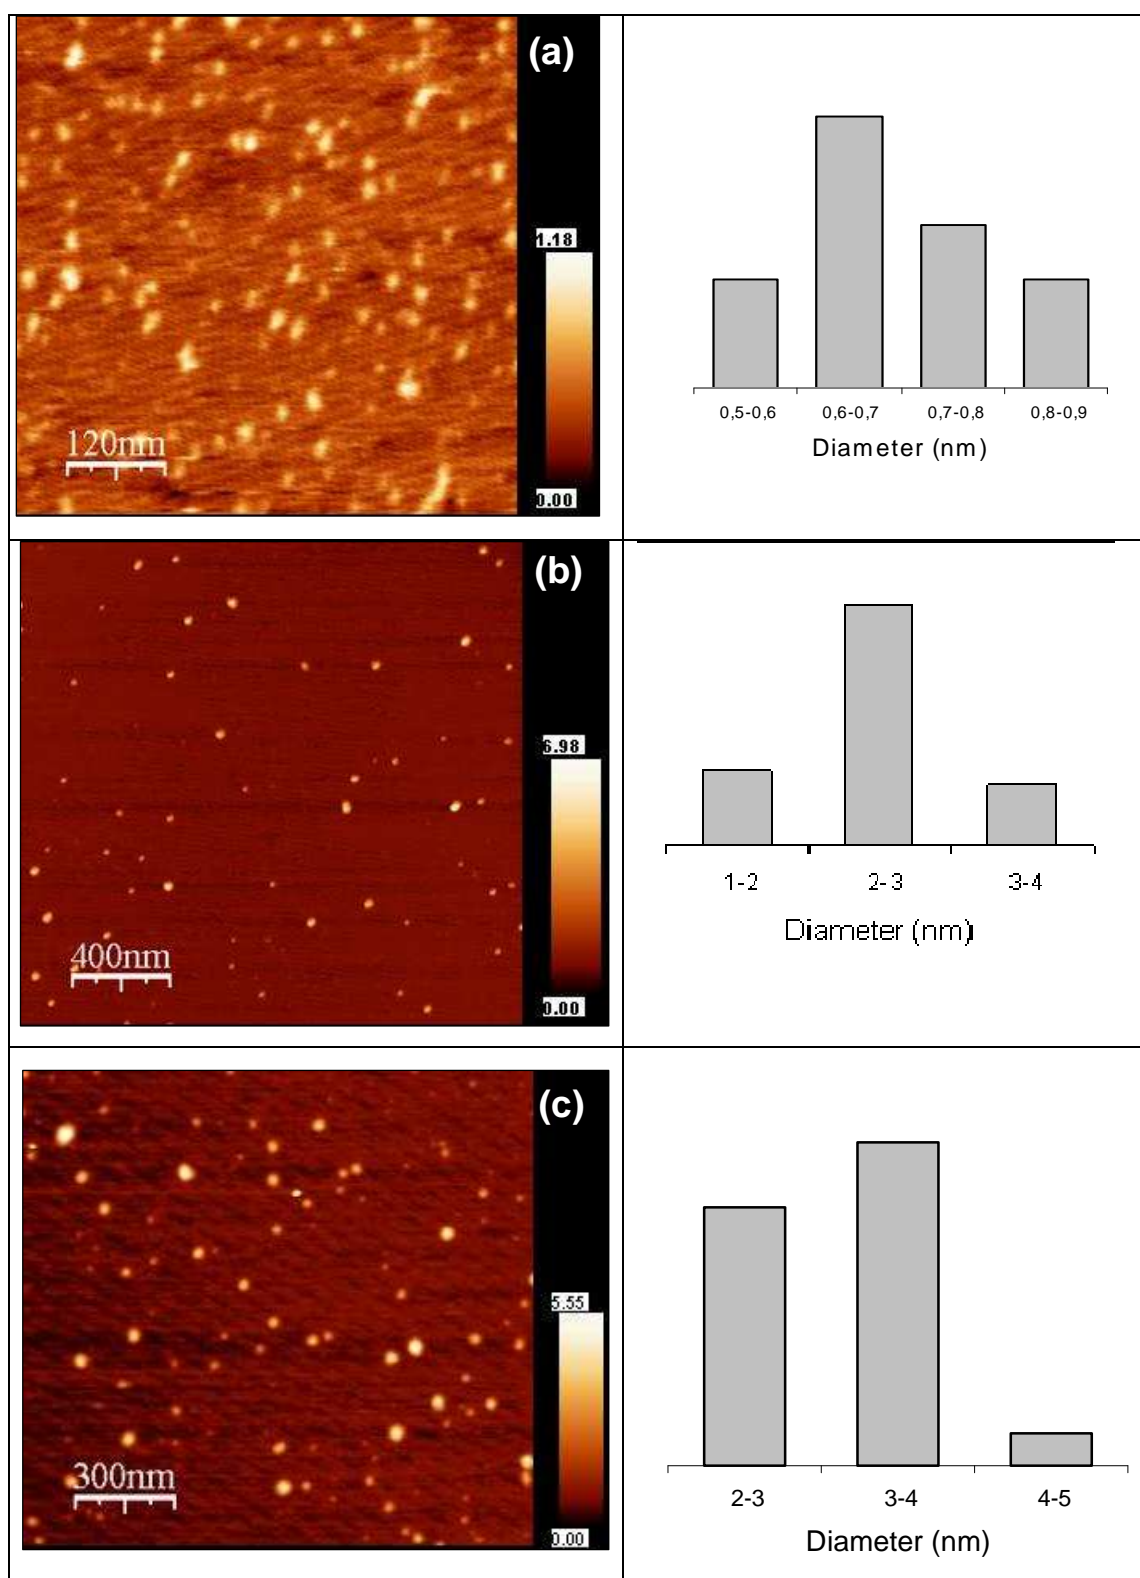 (a)
1.18
0.00
120nm
0,5-0,6 0,6-0,7 0,7-0,8 0,8-0,9
Diameter (nm)
(b)
6.98
0.00
400nm
1-2 2-3 3-4
Diameter (nm)
(c)
5.55
0.00
300nm
2-3 3-4 4-5
Diameter (nm)